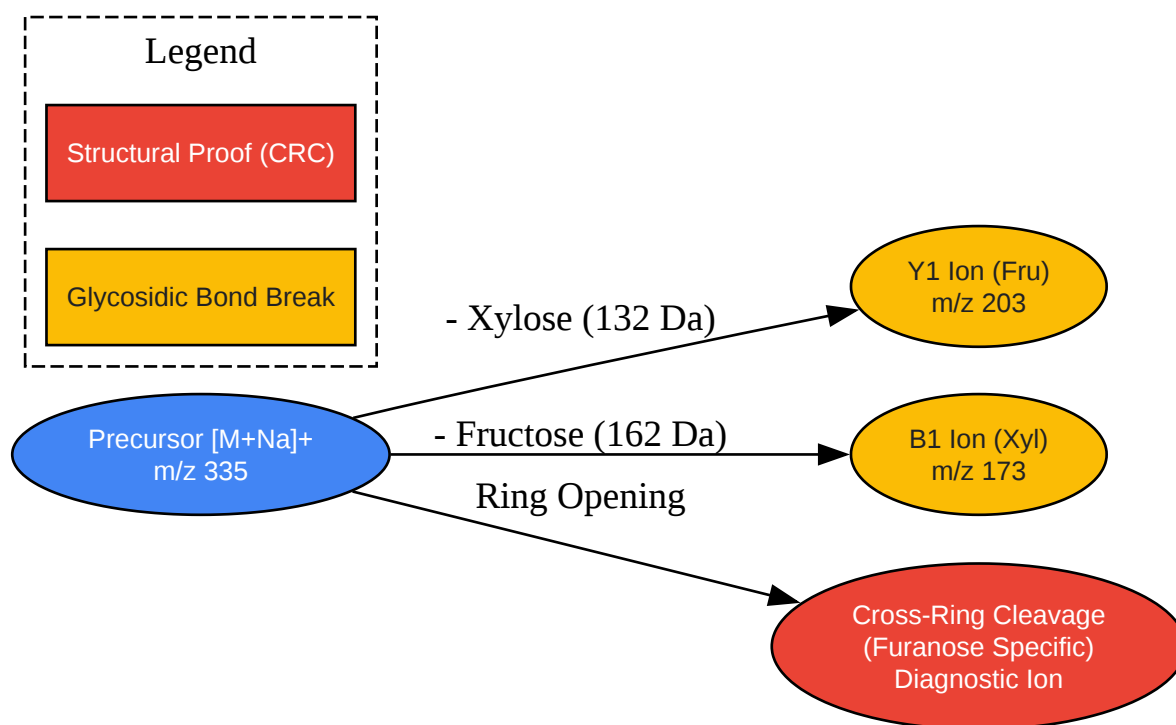 Legend
Structural Proof (CRC)
Glycosidic Bond Break
Precursor [M+Na]+
m/z 335
- Xylose (132 Da)
- Fructose (162 Da)
Ring Opening
Y1 Ion (Fru)
m/z 203
B1 Ion (Xyl)
m/z 173
Cross-Ring Cleavage
(Furanose Specific)
Diagnostic Ion